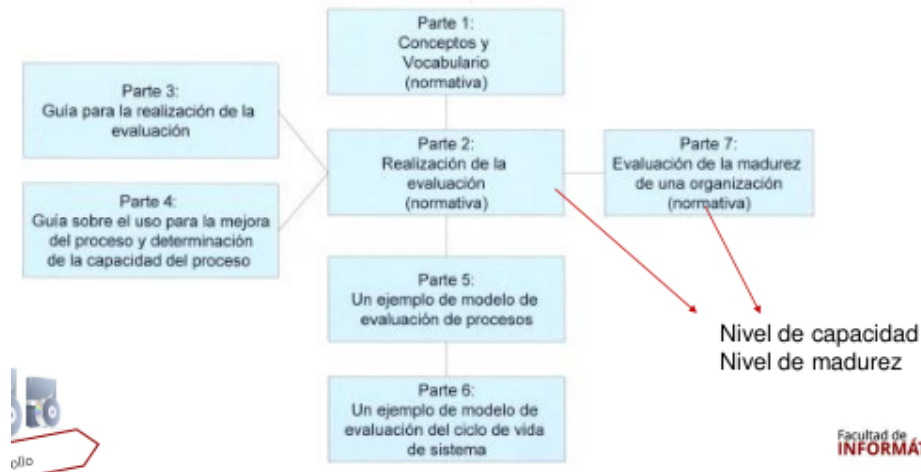 Parte 1:
Conceptos y
Vocabulario
(normativa)
Parte 3:
Guía para la realización de la
evaluación
Parte 2:
Realización de la
evaluación
(normativa)
Parte 7:
Evaluación de la madurez
de una organización
(normativa)
Parte 4:
Guía sobre el uso para la mejora
del proceso y determinación
de la capacidad del proceso
Parte 5:
Un ejemplo de modelo de
evaluación de procesos
Nivel de capacidad
Nivel de madurez
Parte 6:
Un ejemplo de modelo de
evaluación del ciclo de vida
de sistema
ollo
Facultad de
INFORMÁ